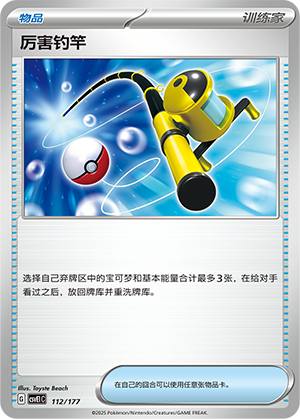 物品
训练家
厉害钓竿
选择自己弃牌区中的宝可梦和基本能量合计最多3张，在给对手
看过之后，放回牌库并重洗牌库。
Illus. Toyste Beach
G CSV1C 112/177
在自己的回合可以使用任意张物品卡。
©2025 Pokémon/Nintendo/Creatures/GAME FREAK.